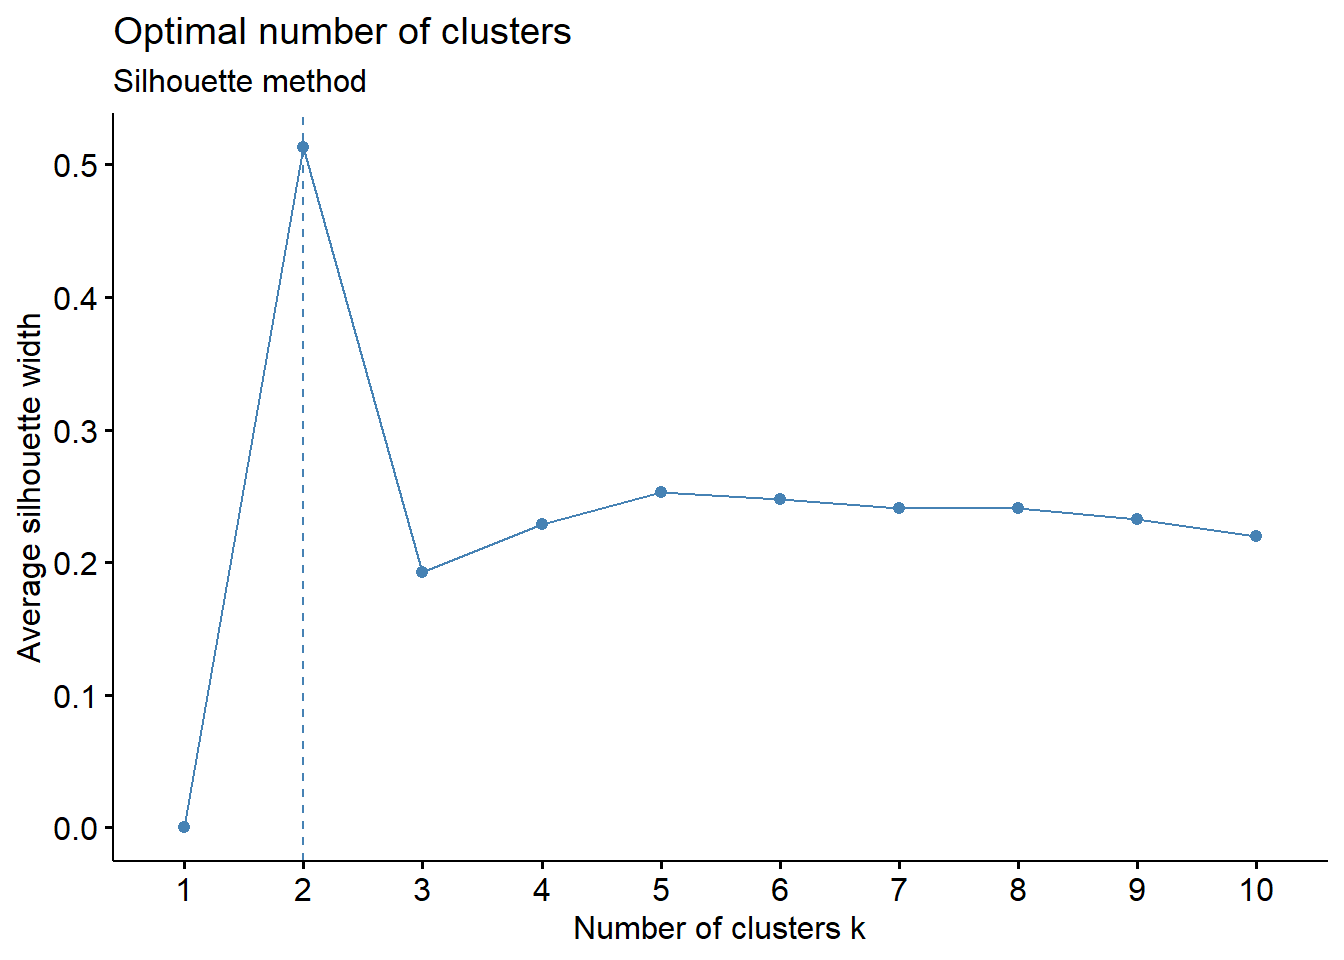 Optimal number of clusters
Silhouette method
Average silhouette width
0.5
0.4
0.3
0.2
0.1
0.0
1 2 3 4 5 6 7 8 9 10
Number of clusters k